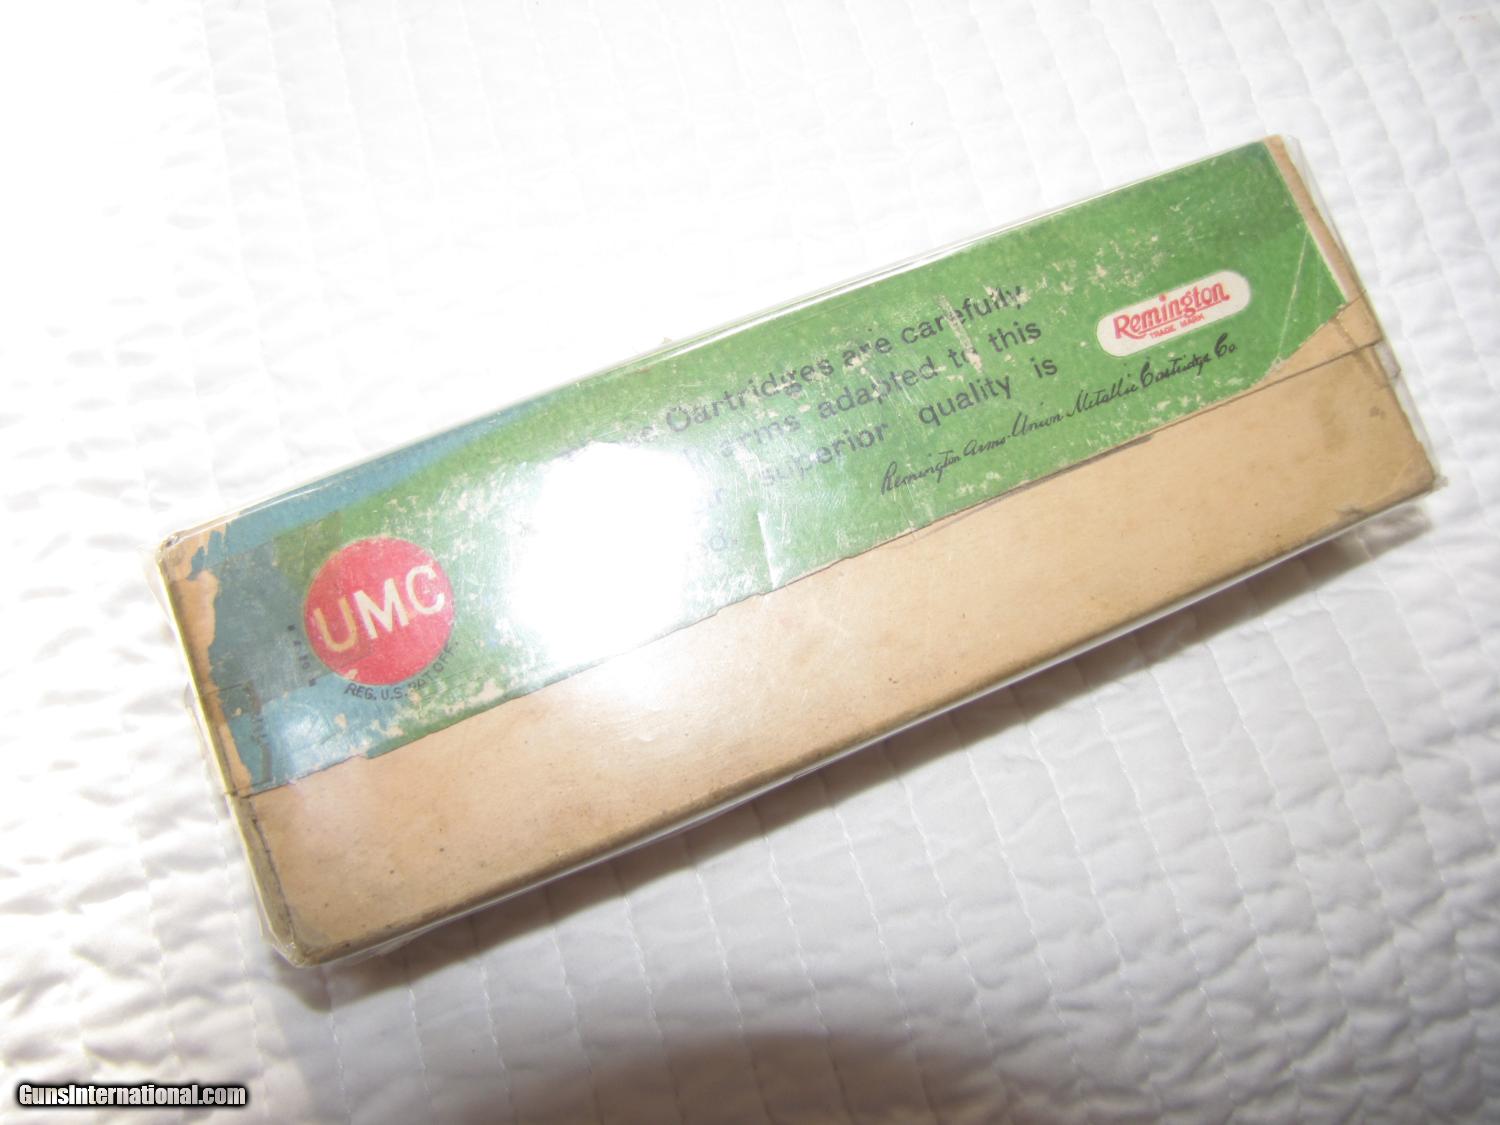 Cartridges are carefully
arms adapted to this
superior quality is
UMC
REG. U.S. PAT. OFF.
Remington
TRADE MARK
Remington Arms-Union Metallic Cartridge Co.
GunsInternational.com